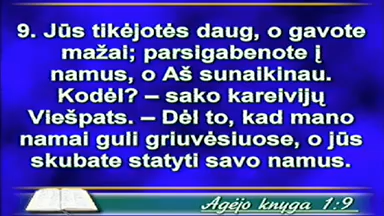 9. Jūs tikėjotės daug, o gavote
mažai; parsigabenote į
namus, o Aš sunaikinau.
Kodėl? – sako kareivijų
Viešpats. – Dėl to, kad mano
namai guli griuvėsiuose, o jūs
skubate statyti savo namus.
Agėjo knyga 1:9